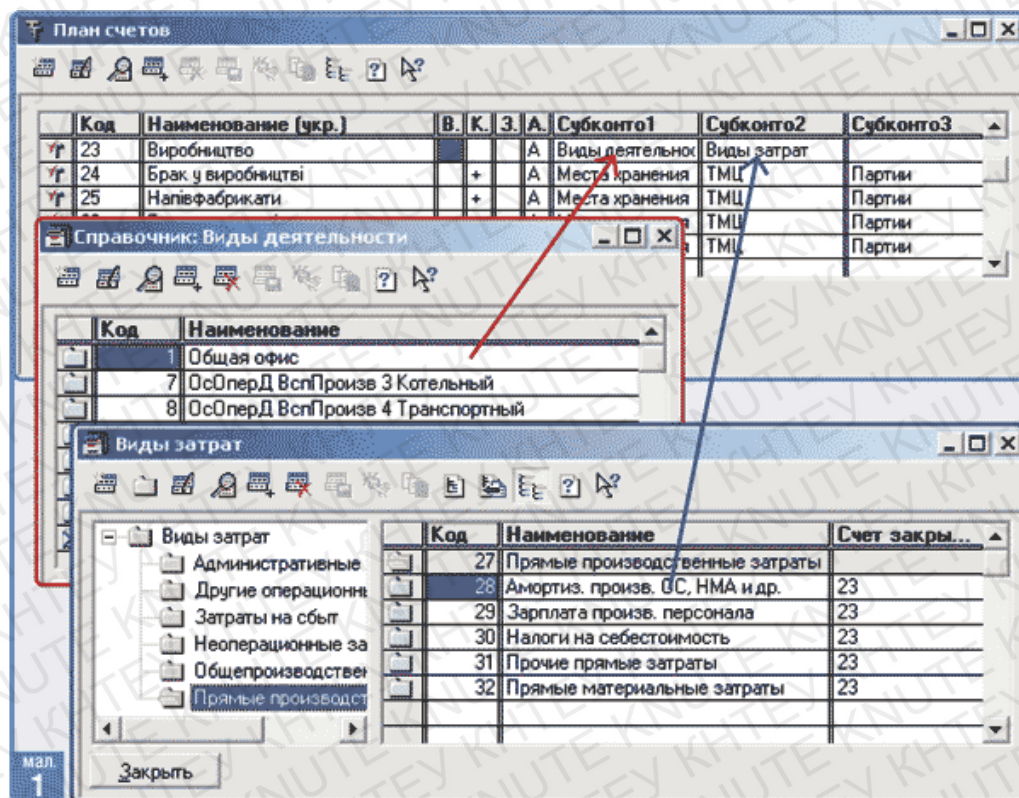 План счетов
Код Наименование (укр.) В. К. З. А. Субконто1 Субконто2 Субконто3
23 Виробництво А Виды деятельнос Виды затрат
24 Брак у виробництві + А Места хранения ТМЦ Партии
25 Напівфабрикати + А Места хранения ТМЦ Партии
ТМЦ Партии
ТМЦ Партии
Справочник: Виды деятельности
Код Наименование
1 Общая офис
7 ОсОперД ВспПроизв 3 Котельный
8 ОсОперД ВспПроизв 4 Транспортный
Виды затрат
Виды затрат
Административные
Другие операционны
Затраты на сбыт
Неоперационные за
Общепроизводствен
Прямые производст
Код Наименование Счет закры...
27 Прямые производственные затраты
28 Амортиз. произв. ОС, НМА и др. 23
29 Зарплата произв. персонала 23
30 Налоги на себестоимость 23
31 Прочие прямые затраты 23
32 Прямые материальные затраты 23
Закрыть
мал.
1